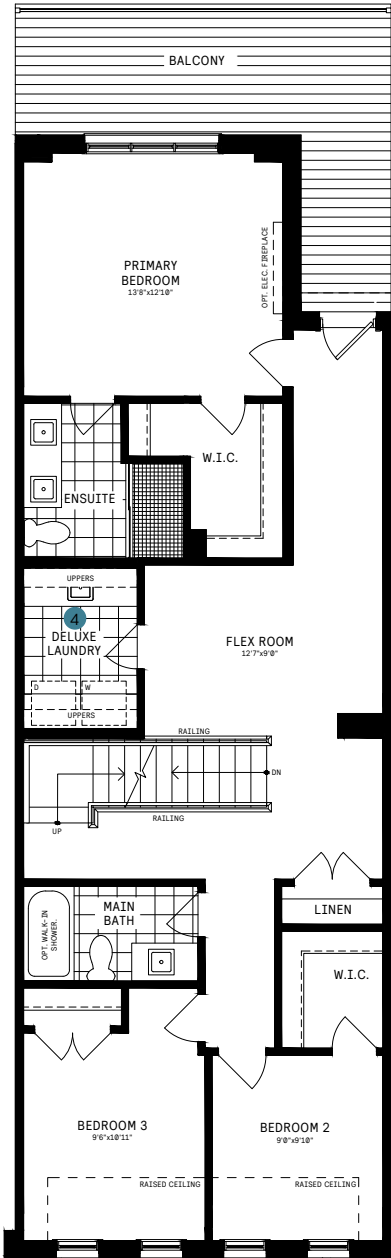 BALCONY
PRIMARY
BEDROOM
13'8"x12'10"
OPT. ELEC. FIREPLACE
W.I.C.
ENSUITE
UPPERS
4
DELUXE
LAUNDRY
D
W
UPPERS
FLEX ROOM
12'7"x9'0"
RAILING
DN
UP
RAILING
MAIN
BATH
OPT. WALK-IN
SHOWER.
LINEN
W.I.C.
BEDROOM 3
9'6"x10'11"
BEDROOM 2
9'0"x9'10"
RAISED CEILING
RAISED CEILING